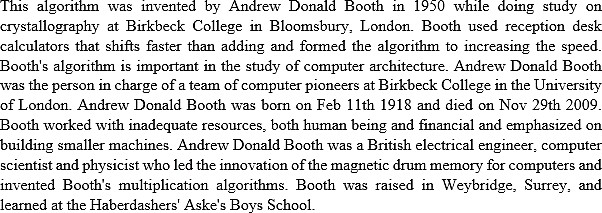 This algorithm was invented by Andrew Donald Booth in 1950 while doing study on
crystallography at Birkbeck College in Bloomsbury, London. Booth used reception desk
calculators that shifts faster than adding and formed the algorithm to increasing the speed.
Booth's algorithm is important in the study of computer architecture. Andrew Donald Booth
was the person in charge of a team of computer pioneers at Birkbeck College in the University
of London. Andrew Donald Booth was born on Feb 11th 1918 and died on Nov 29th 2009.
Booth worked with inadequate resources, both human being and financial and emphasized on
building smaller machines. Andrew Donald Booth was a British electrical engineer, computer
scientist and physicist who led the innovation of the magnetic drum memory for computers and
invented Booth's multiplication algorithms. Booth was raised in Weybridge, Surrey, and
learned at the Haberdashers' Aske's Boys School.